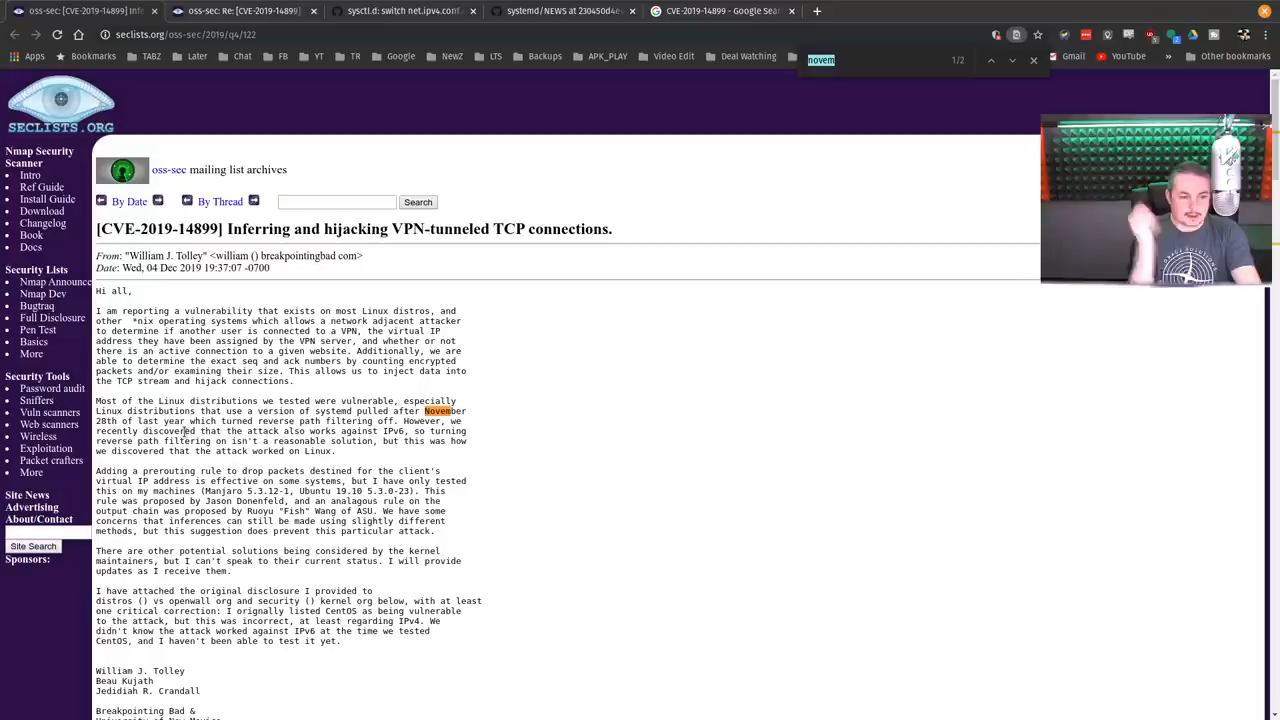 oss-sec: [CVE-2019-14899] Infe
oss-sec: Re: [CVE-2019-14899]
sysctl.d: switch net.ipv4.conf.
systemd/NEWS at 230450d4e
CVE-2019-14899 - Google Sear
seclists.org/oss-sec/2019/q4/122
Apps
Bookmarks
TABZ
Later
Chat
FB
YT
TR
Google
NewZ
LTS
Backups
APK_PLAY
Video Edit
Deal Watching
Gmail
YouTube
Other bookmarks
novem
1/2
SECLISTS.ORG
Nmap Security
Scanner
Intro
Ref Guide
Install Guide
Download
Changelog
Book
Docs
Security Lists
Nmap Announce
Nmap Dev
Bugtraq
Full Disclosure
Pen Test
Basics
More
Security Tools
Password audit
Sniffers
Vuln scanners
Web scanners
Wireless
Exploitation
Packet crafters
More
Site News
Advertising
About/Contact
Site Search
Sponsors:
oss-sec mailing list archives
By Date
By Thread
Search
[CVE-2019-14899] Inferring and hijacking VPN-tunneled TCP connections.
From: "William J. Tolley" <william () breakpointingbad com>
Date: Wed, 04 Dec 2019 19:37:07 -0700
Hi all,
I am reporting a vulnerability that exists on most Linux distros, and
other  *nix operating systems which allows a network adjacent attacker
to determine if another user is connected to a VPN, the virtual IP
address they have been assigned by the VPN server, and whether or not
there is an active connection to a given website. Additionally, we are
able to determine the exact seq and ack numbers by counting encrypted
packets and/or examining their size. This allows us to inject data into
the TCP stream and hijack connections.
Most of the Linux distributions we tested were vulnerable, especially
Linux distributions that use a version of systemd pulled after November
28th of last year which turned reverse path filtering off. However, we
recently discovered that the attack also works against IPv6, so turning
reverse path filtering on isn't a reasonable solution, but this was how
we discovered that the attack worked on Linux.
Adding a prerouting rule to drop packets destined for the client's
virtual IP address is effective on some systems, but I have only tested
this on my machines (Manjaro 5.3.12-1, Ubuntu 19.10 5.3.0-23). This
rule was proposed by Jason Donenfeld, and an analagous rule on the
output chain was proposed by Ruoyu "Fish" Wang of ASU. We have some
concerns that inferences can still be made using slightly different
methods, but this suggestion does prevent this particular attack.
There are other potential solutions being considered by the kernel
maintainers, but I can't speak to their current status. I will provide
updates as I receive them.
I have attached the original disclosure I provided to
distros () vs openwall org and security () kernel org below, with at least
one critical correction: I orignally listed CentOS as being vulnerable
to the attack, but this was incorrect, at least regarding IPv4. We
didn't know the attack worked against IPv6 at the time we tested
CentOS, and I haven't been able to test it yet.
William J. Tolley
Beau Kujath
Jedidiah R. Crandall
Breakpointing Bad &